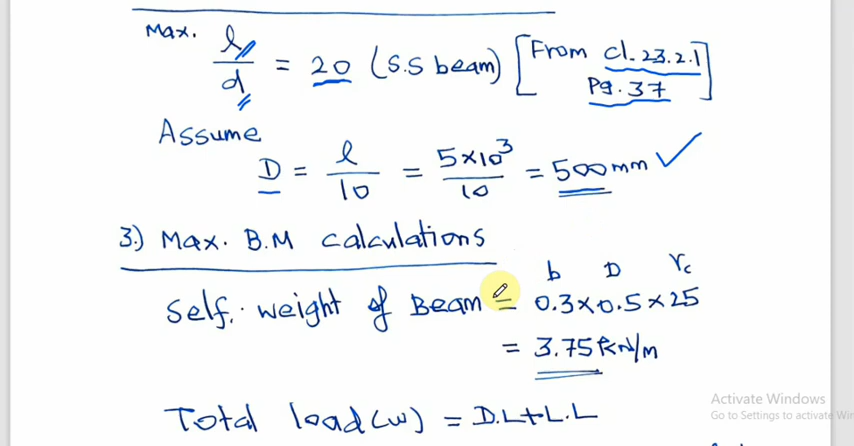 Max. l/d = 20 (S.S beam) [From cl. 23.2.1
Pg. 37]
Assume
D = l/10 = 5×10³/10 = 500mm ✓
3.) Max. B.M calculations
b D γc
Self. weight of Beam = 0.3×0.5×25
= 3.75 kN/m
Activate Windows
Go to Settings to activate Win
Total load(w) = D.L+L.L